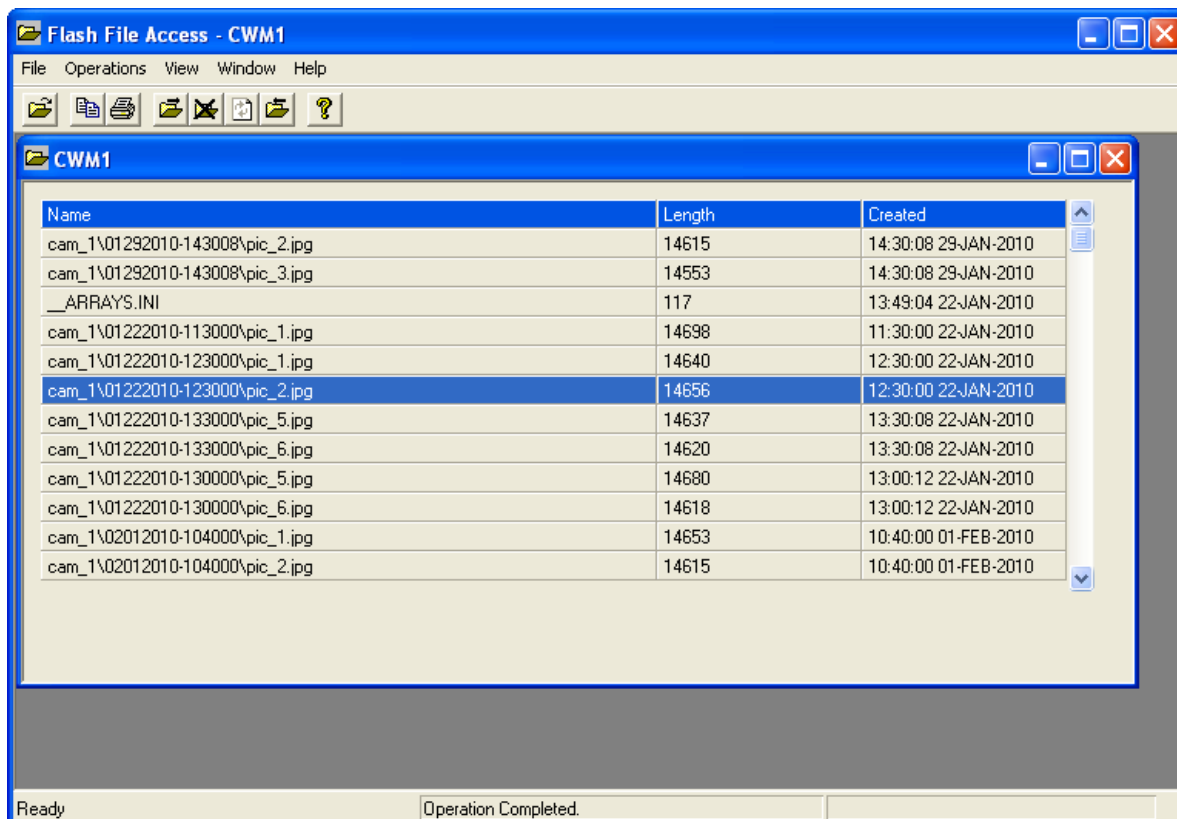 Flash File Access - CWM1
File Operations View Window Help
CWM1
Name Length Created
cam_1\01292010-143008\pic_2.jpg 14615 14:30:08 29-JAN-2010
cam_1\01292010-143008\pic_3.jpg 14553 14:30:08 29-JAN-2010
__ARRAYS.INI 117 13:49:04 22-JAN-2010
cam_1\01222010-113000\pic_1.jpg 14698 11:30:00 22-JAN-2010
cam_1\01222010-123000\pic_1.jpg 14640 12:30:00 22-JAN-2010
cam_1\01222010-123000\pic_2.jpg 14656 12:30:00 22-JAN-2010
cam_1\01222010-133000\pic_5.jpg 14637 13:30:08 22-JAN-2010
cam_1\01222010-133000\pic_6.jpg 14620 13:30:08 22-JAN-2010
cam_1\01222010-130000\pic_5.jpg 14680 13:00:12 22-JAN-2010
cam_1\01222010-130000\pic_6.jpg 14618 13:00:12 22-JAN-2010
cam_1\02012010-104000\pic_1.jpg 14653 10:40:00 01-FEB-2010
cam_1\02012010-104000\pic_2.jpg 14615 10:40:00 01-FEB-2010
Ready Operation Completed.